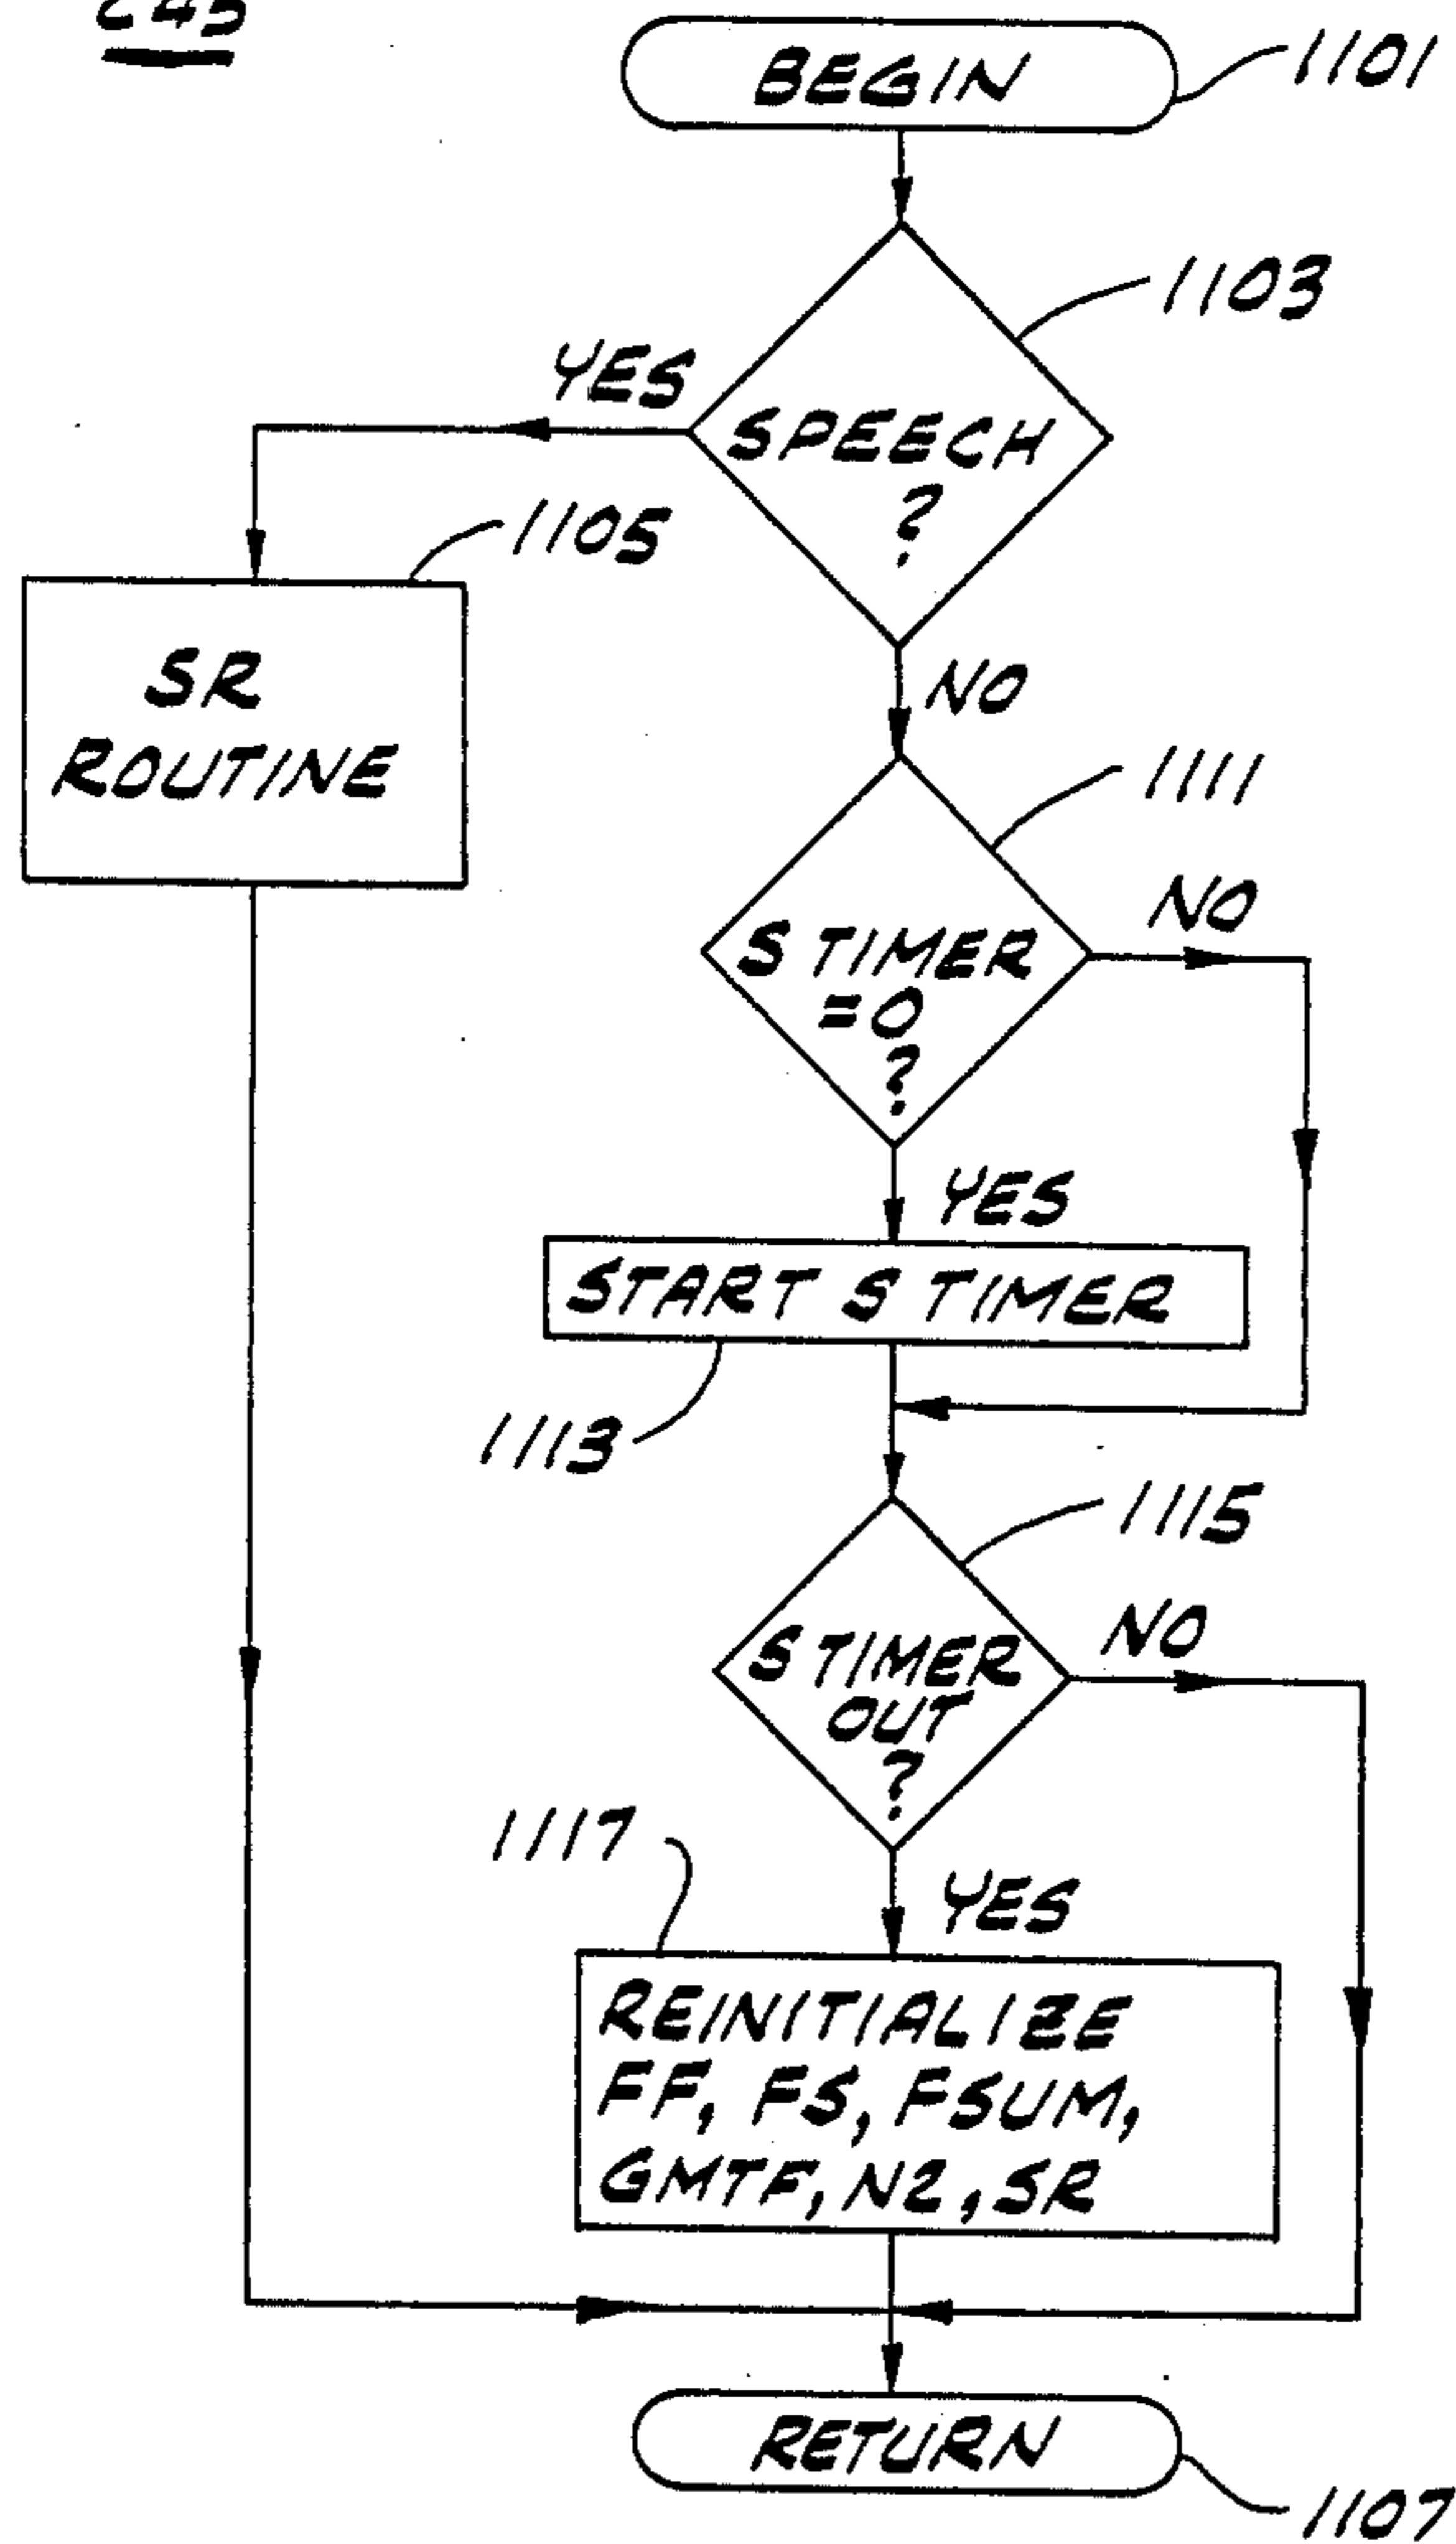 BEGIN
1101
1103
YES
SPEECH
?
1105
NO
SR
ROUTINE
1111
NO
S TIMER
=0
?
YES
START S TIMER
1113
1115
NO
S TIMER
OUT
?
1117
YES
REINITIALIZE
FF, FS, FSUM,
GMTF, N2, SR
RETURN
1107